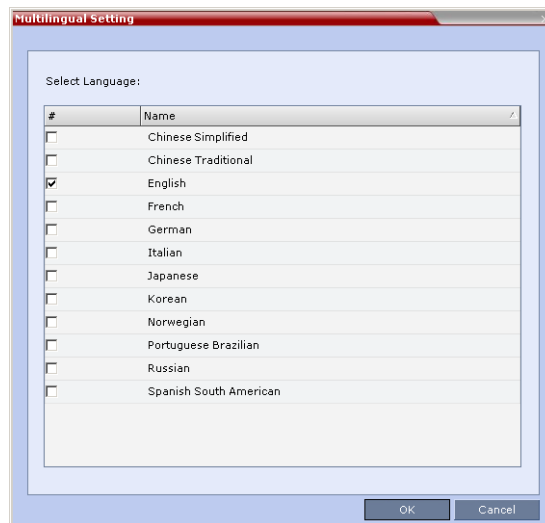 Multilingual Setting
Select Language:
# Name
Chinese Simplified
Chinese Traditional
English
French
German
Italian
Japanese
Korean
Norwegian
Portuguese Brazilian
Russian
Spanish South American
OK Cancel